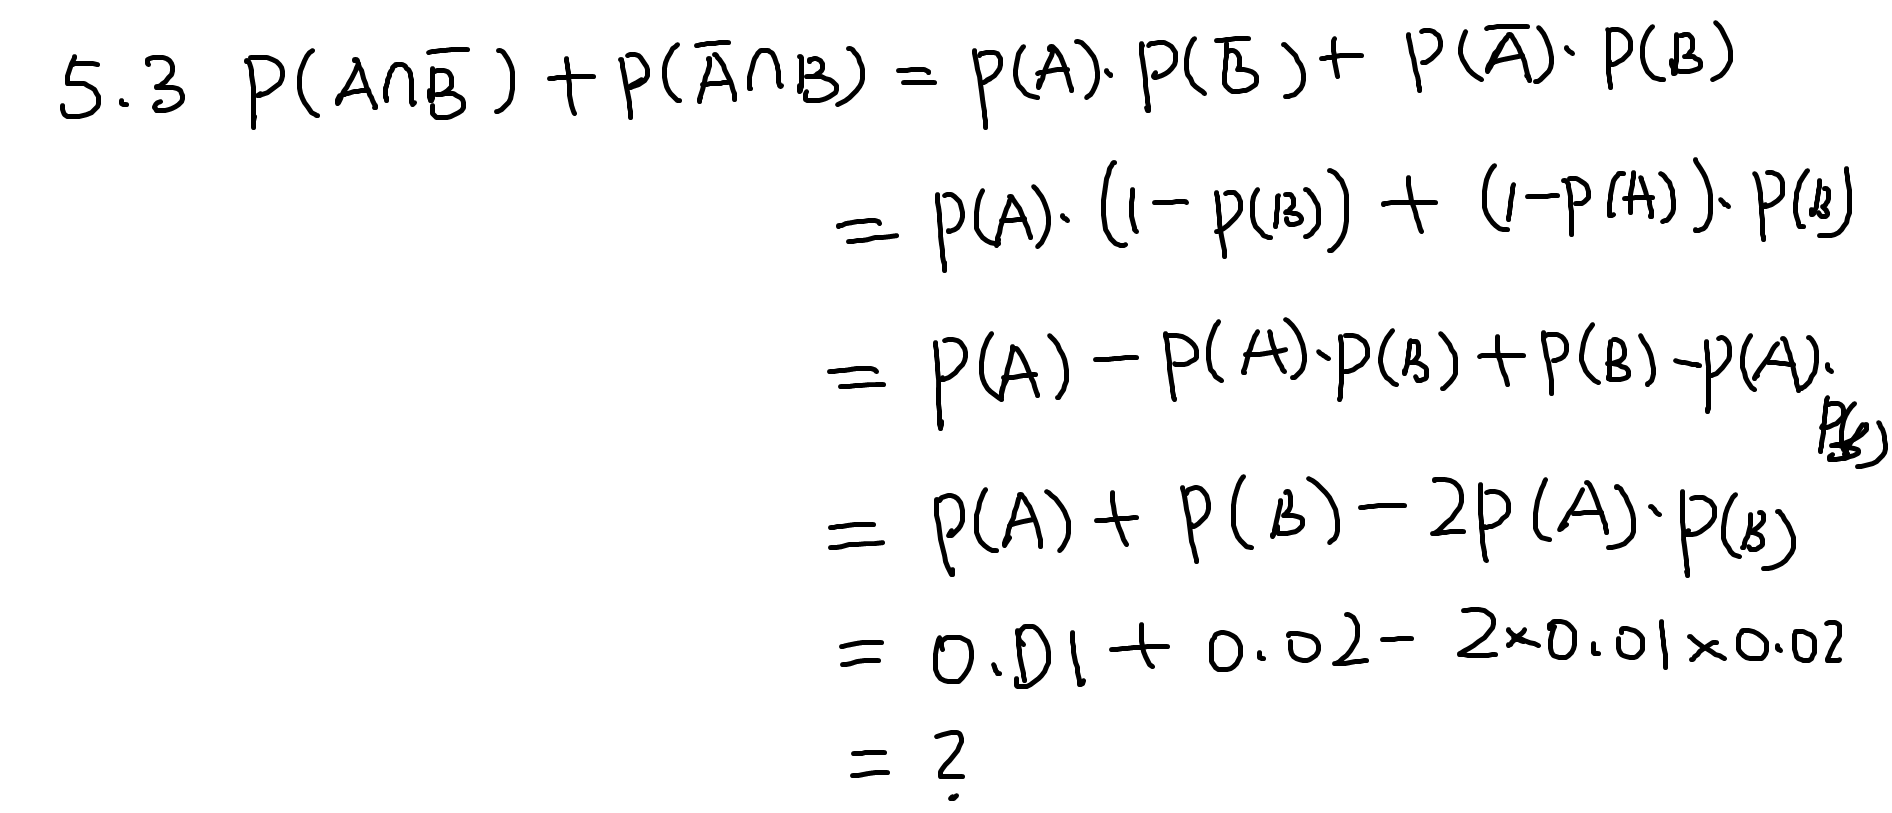 5.3 P(A∩B̅) + P(A̅∩B) = P(A)·P(B̅) + P(A̅)·P(B)
= P(A)·(1-P(B)) + (1-P(A))·P(B)
= P(A) - P(A)·P(B) + P(B) - P(A)·P(B)
= P(A) + P(B) - 2P(A)·P(B)
= 0.01 + 0.02 - 2×0.01×0.02
= ?